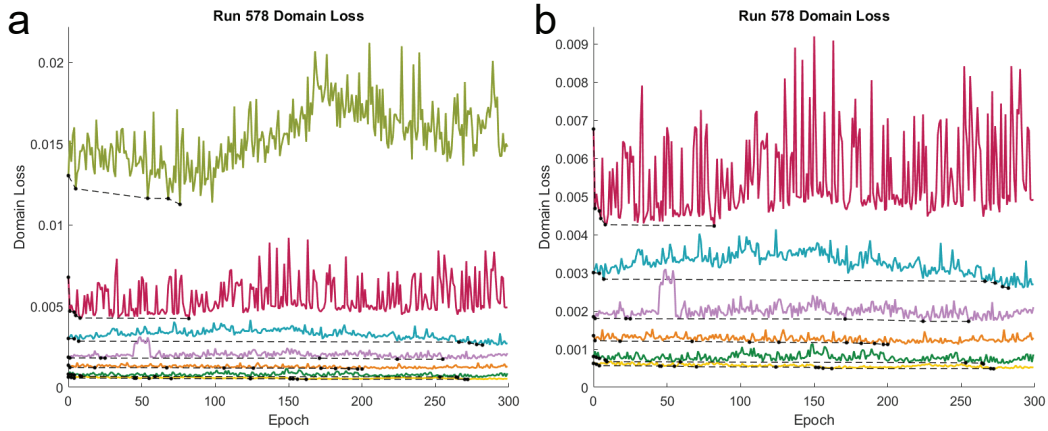 a
Run 578 Domain Loss
0.02
0.015
0.01
0.005
0
Domain Loss
0 50 100 150 200 250 300
Epoch
b
Run 578 Domain Loss
0.009
0.008
0.007
0.006
0.005
0.004
0.003
0.002
0.001
0
Domain Loss
0 50 100 150 200 250 300
Epoch